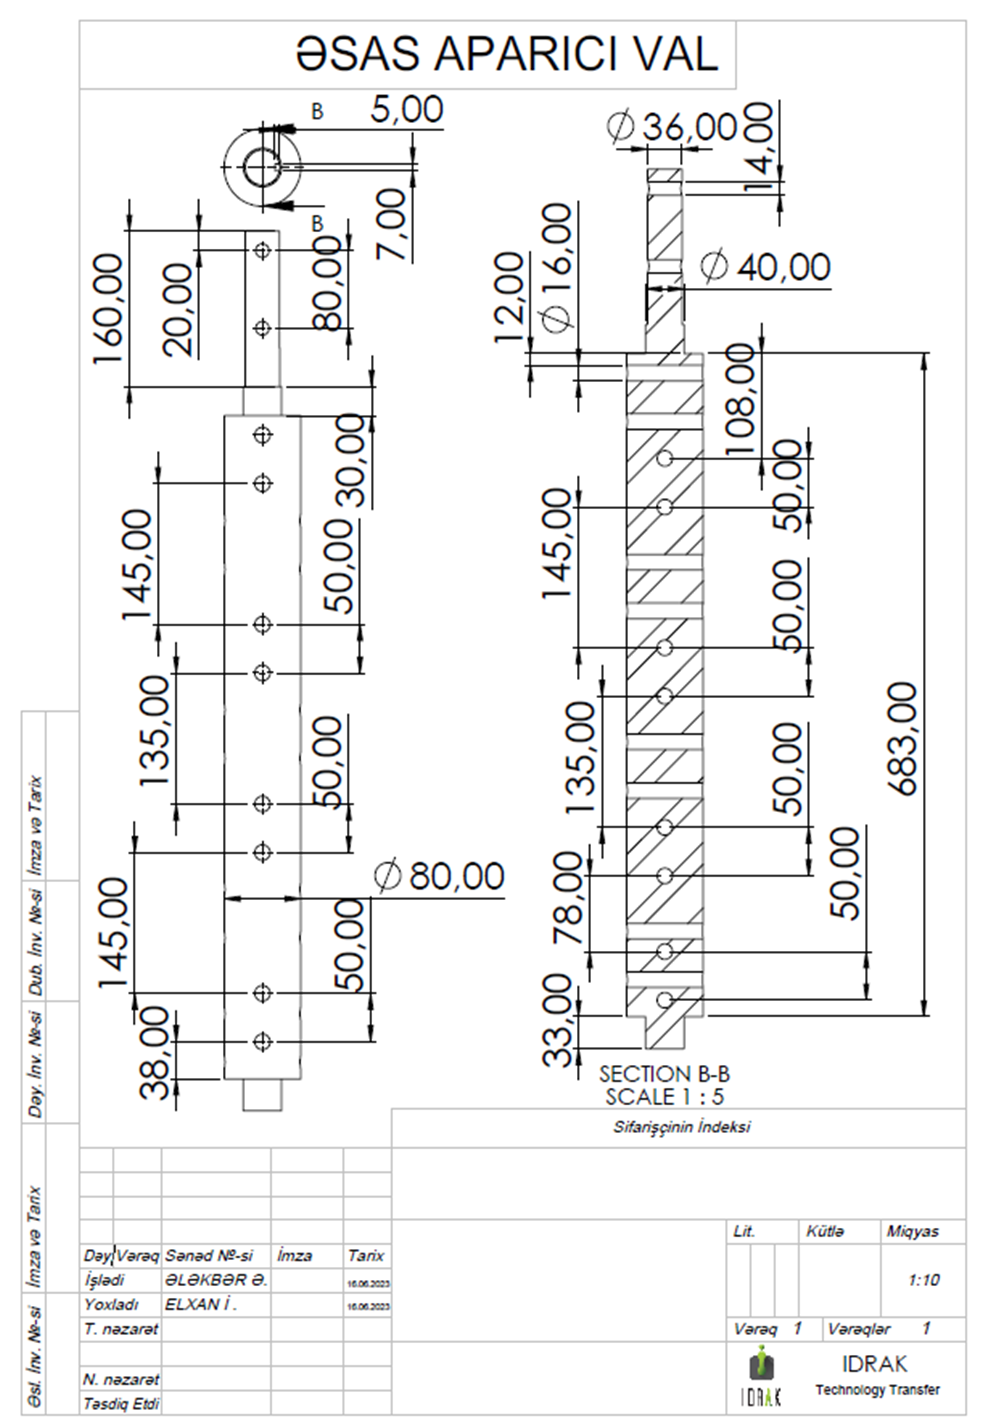 ƏSAS APARICI VAL
B
5,00
7,00
B
160,00
20,00
80,00
30,00
145,00
50,00
135,00
50,00
Ø 80,00
145,00
50,00
38,00
Ø 36,00
14,00
12,00
Ø 16,00
Ø 40,00
108,00
50,00
145,00
50,00
135,00
50,00
683,00
78,00
50,00
33,00
SECTION B-B
SCALE 1 : 5
İmza və Tarix
Dub. İnv. №-si
Dəy. İnv. №-si
İmza və Tarix
Əsl. İnv. №-si
Sifarişçinin İndeksi
Dəy. Vərəq Sənəd №-si İmza Tarix
İşlədi ƏLƏKBƏR Ə. 16.06.2023
Yoxladı ELXAN İ . 16.06.2023
T. nəzarət
N. nəzarət
Təsdiq Etdi
Lit. Kütlə Miqyas
1:10
Vərəq 1 Vərəqlər 1
IDRAK
IDRAK
Technology Transfer